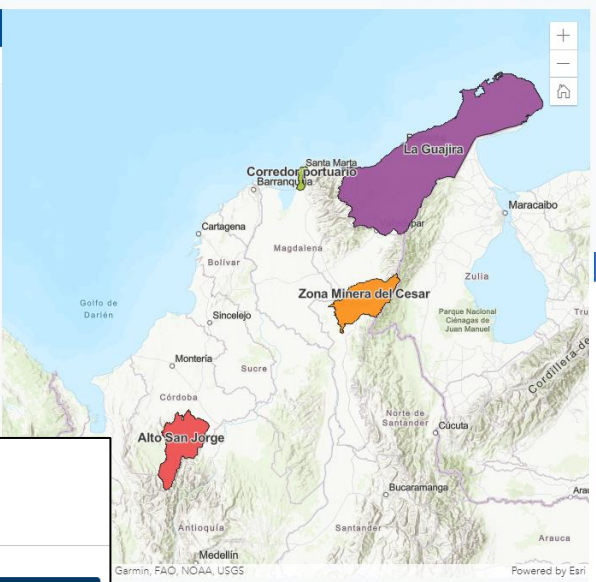 +
−
La Guajira
Santa Marta
Corredor portuario
Barranquilla
Maracaibo
Cartagena
Magdalena
Bolívar
Zulia
Zona Minera del Cesar
Golfo de
Darién
Parque Nacional
Ciénagas de
Juan Manuel
Sincelejo
Montería
Sucre
Cordillera de
Córdoba
Norte de
Santander
Cúcuta
Alto San Jorge
Bucaramanga
Antioquia
Santander
Arauca
Medellín
Garmin, FAO, NOAA, USGS
Powered by Esri